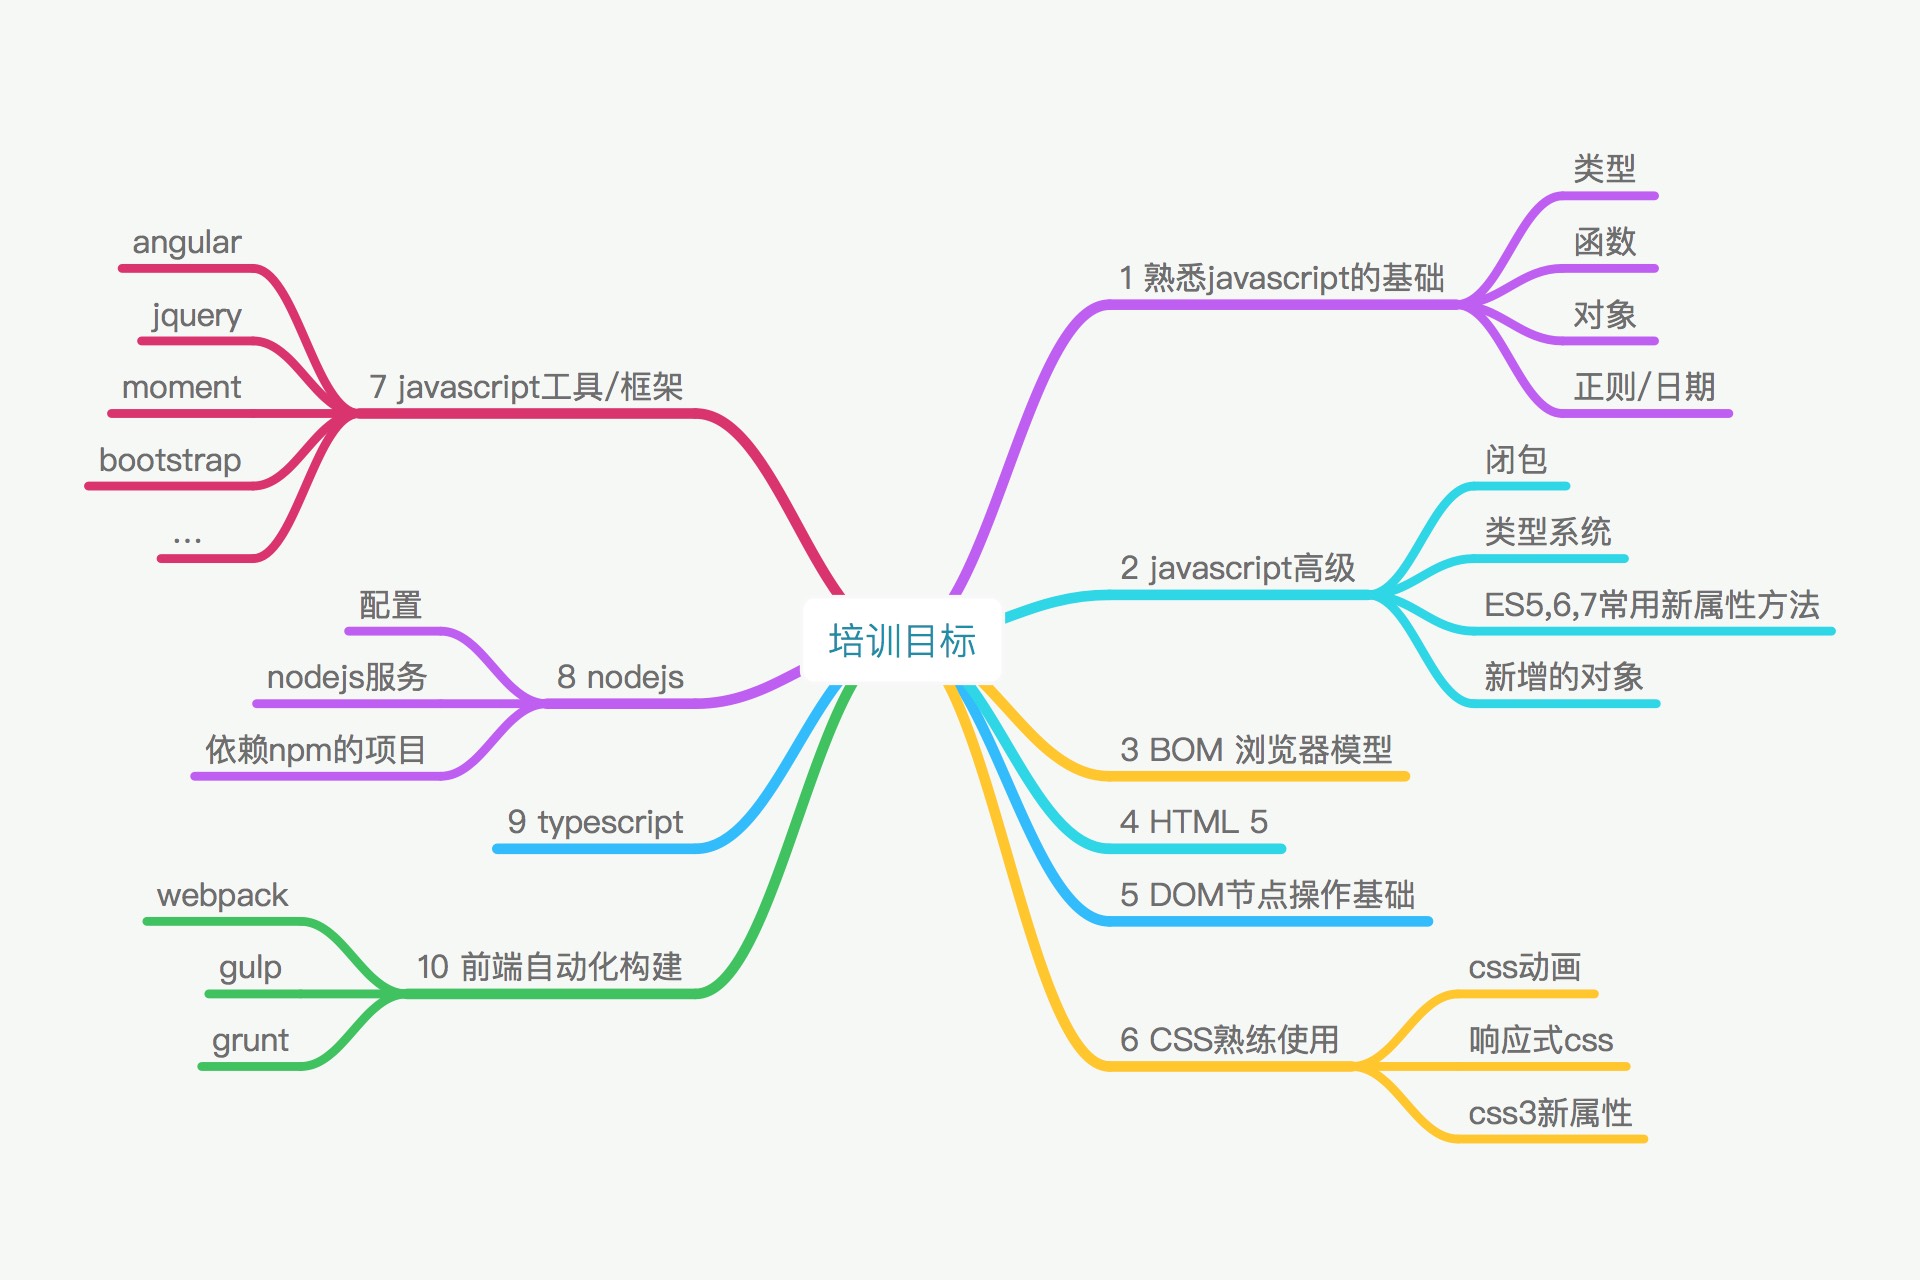 培训目标
1 熟悉javascript的基础
类型
函数
对象
正则/日期
2 javascript高级
闭包
类型系统
ES5,6,7常用新属性方法
新增的对象
3 BOM 浏览器模型
4 HTML 5
5 DOM节点操作基础
6 CSS熟练使用
css动画
响应式css
css3新属性
7 javascript工具/框架
angular
jquery
moment
bootstrap
...
8 nodejs
配置
nodejs服务
依赖npm的项目
9 typescript
10 前端自动化构建
webpack
gulp
grunt